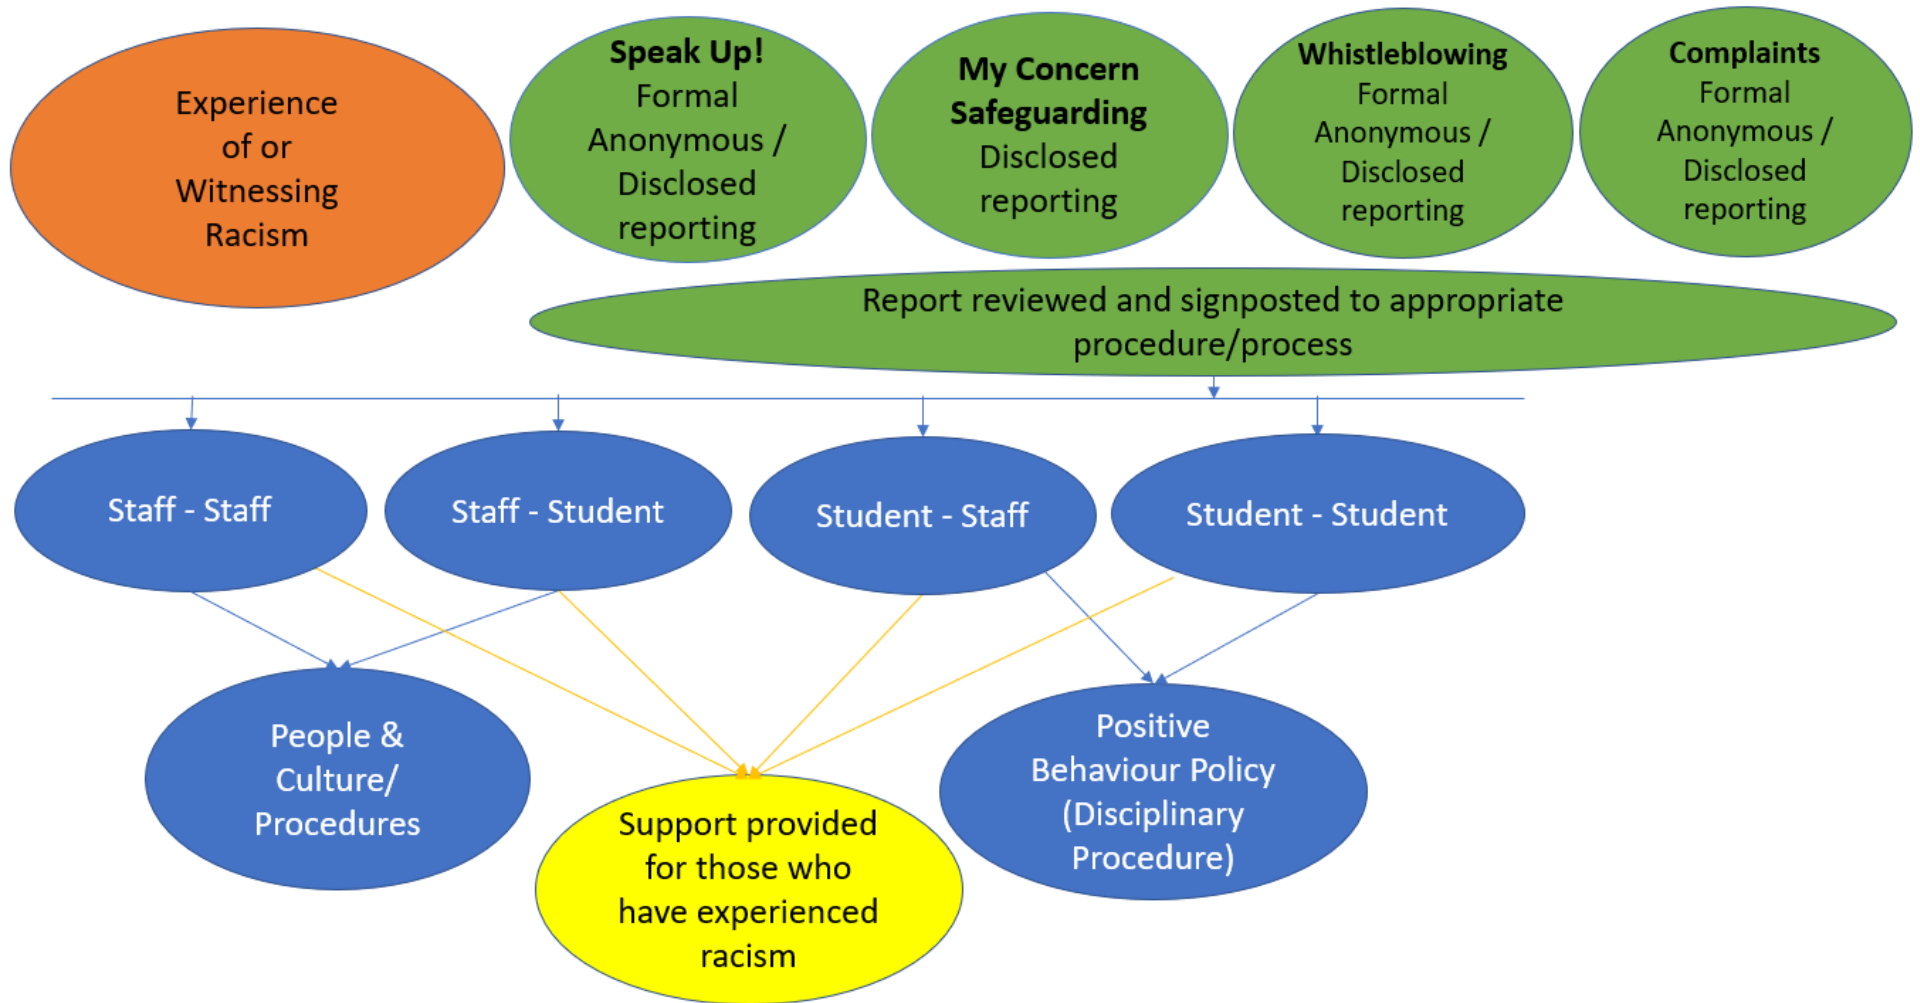 Experience
of or
Witnessing
Racism
Speak Up!
Formal
Anonymous /
Disclosed
reporting
My Concern
Safeguarding
Disclosed
reporting
Whistleblowing
Formal
Anonymous /
Disclosed
reporting
Complaints
Formal
Anonymous /
Disclosed
reporting
Report reviewed and signposted to appropriate
procedure/process
Staff - Staff
Staff - Student
Student - Staff
Student - Student
People &
Culture/
Procedures
Support provided
for those who
have experienced
racism
Positive
Behaviour Policy
(Disciplinary
Procedure)